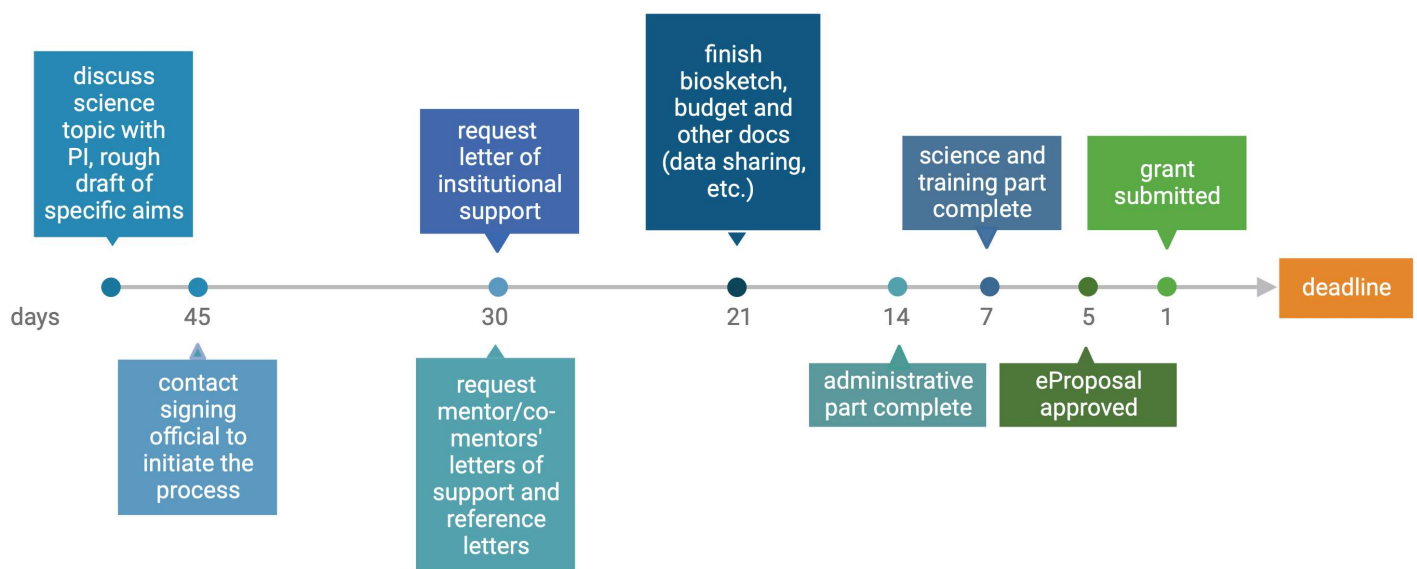 discuss
science
topic with
PI, rough
draft of
specific aims
request
letter of
institutional
support
finish
biosketch,
budget and
other docs
(data sharing,
etc.)
science and
training part
complete
grant
submitted
deadline
days
45
30
21
14
7
5
1
contact
signing
official to
initiate the
process
request
mentor/co-
mentors'
letters of
support and
reference
letters
administrative
part complete
eProposal
approved